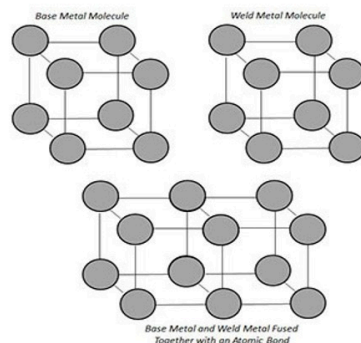 Base Metal Molecule
Weld Metal Molecule
Base Metal and Weld Metal Fused
Together with an Atomic Bond